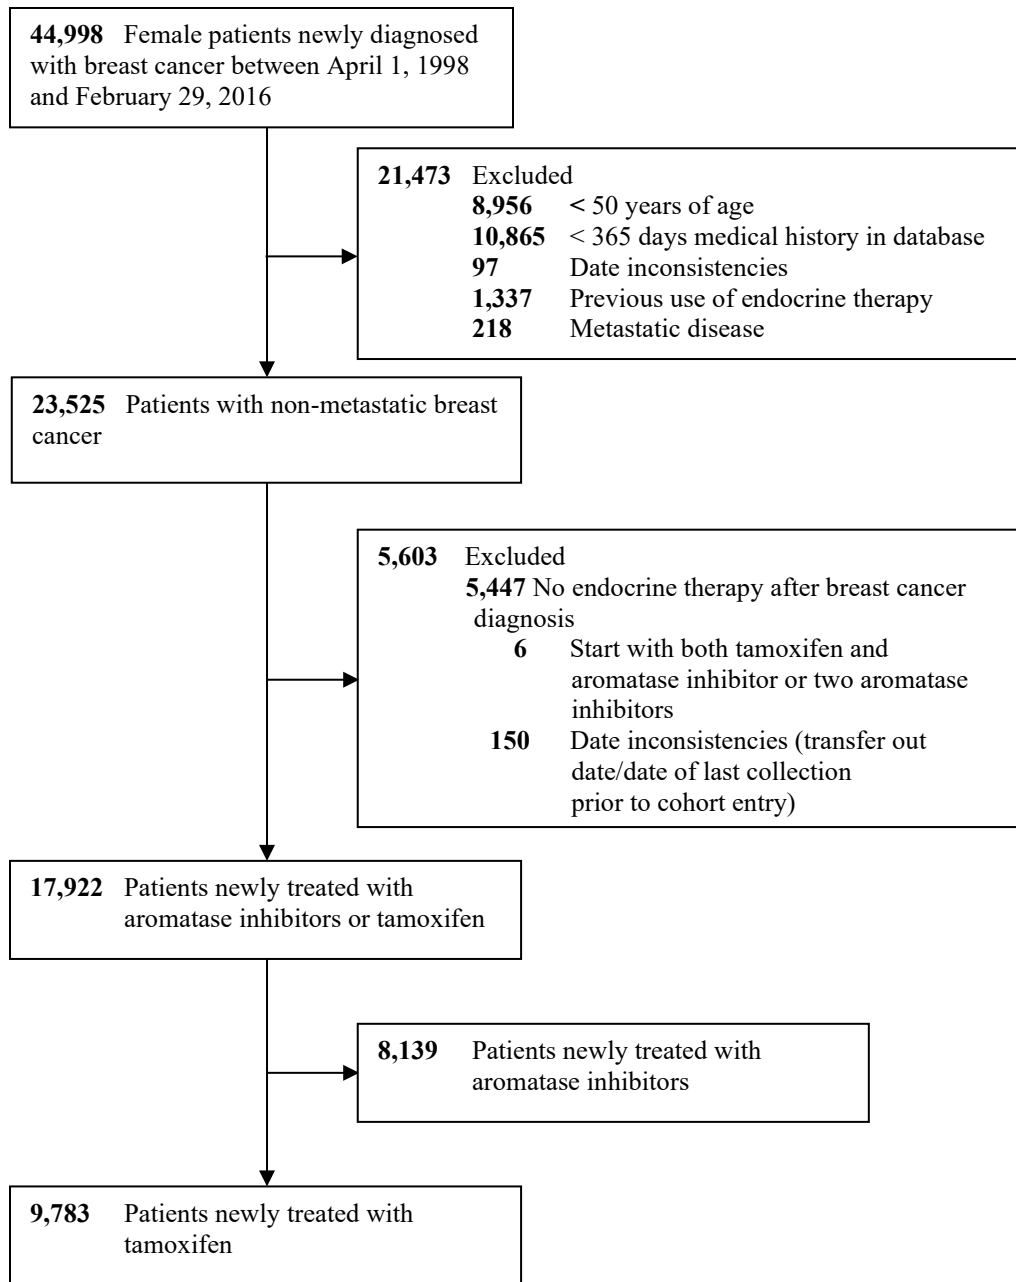 44,998 Female patients newly diagnosed
with breast cancer between April 1, 1998
and February 29, 2016
21,473 Excluded
8,956 < 50 years of age
10,865 < 365 days medical history in database
97 Date inconsistencies
1,337 Previous use of endocrine therapy
218 Metastatic disease
23,525 Patients with non-metastatic breast
cancer
5,603 Excluded
5,447 No endocrine therapy after breast cancer
diagnosis
6 Start with both tamoxifen and
aromatase inhibitor or two aromatase
inhibitors
150 Date inconsistencies (transfer out
date/date of last collection
prior to cohort entry)
17,922 Patients newly treated with
aromatase inhibitors or tamoxifen
8,139 Patients newly treated with
aromatase inhibitors
9,783 Patients newly treated with
tamoxifen